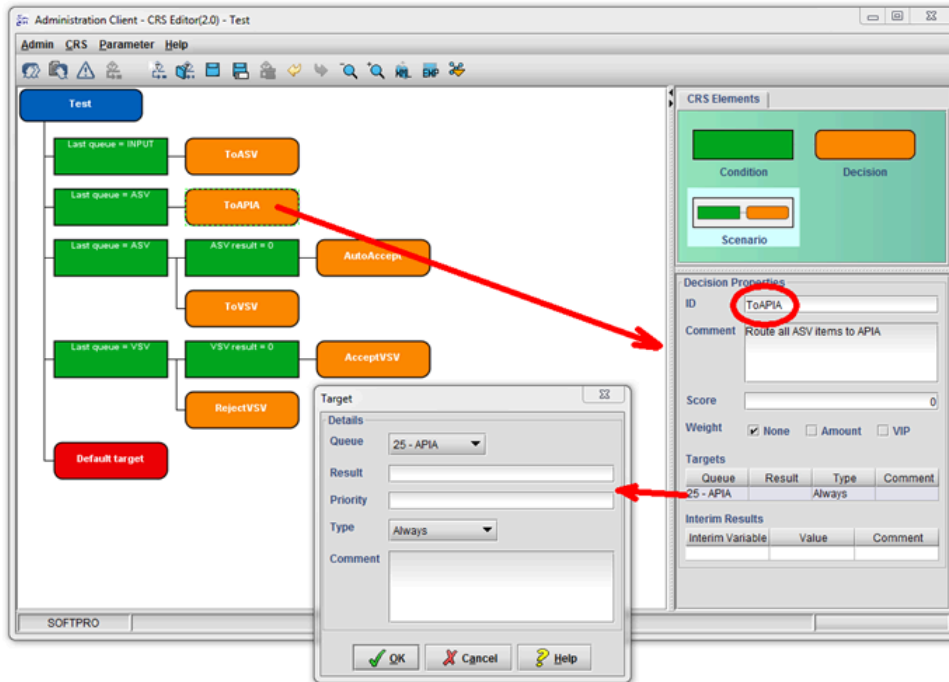 Administration Client - CRS Editor(2.0) - Test
Admin CRS Parameter Help
XML EMP
Test
Last queue = INPUT
ToASV
Last queue = ASV
ToAPIA
Last queue = ASV
ASV result = 0
AutoAccept
ToVSV
Last queue = VSV
VSV result = 0
AcceptVSV
RejectVSV
Default target
CRS Elements
Condition
Decision
Scenario
Decision Properties
ID
ToAPIA
Comment
Route all ASV items to APIA
Score
0
Weight
None
Amount
VIP
Targets
Queue Result Type Comment
25 - APIA Always
Interim Results
Interim Variable Value Comment
Target
Details
Queue
25 - APIA
Result
Priority
Type
Always
Comment
OK
Cancel
Help
SOFTPRO